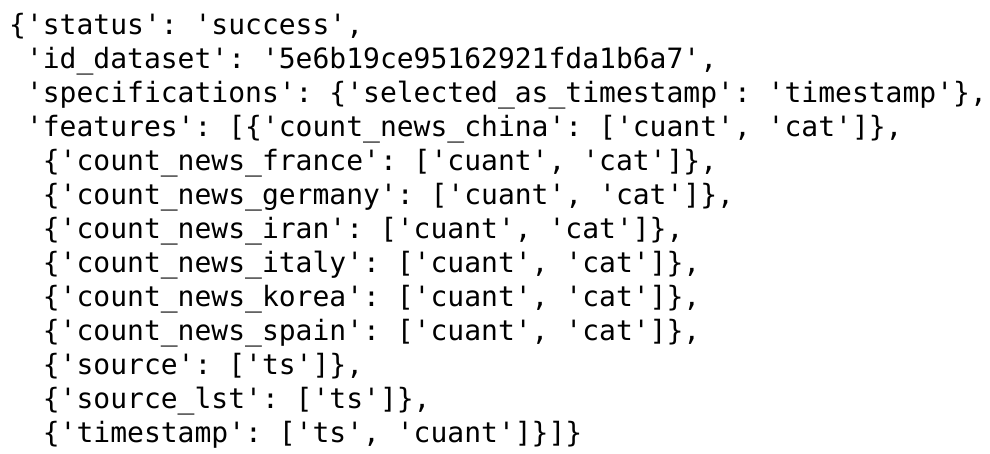 {'status': 'success',
 'id_dataset': '5e6b19ce95162921fda1b6a7',
 'specifications': {'selected_as_timestamp': 'timestamp'},
 'features': [{'count_news_china': ['cuant', 'cat']},
  {'count_news_france': ['cuant', 'cat']},
  {'count_news_germany': ['cuant', 'cat']},
  {'count_news_iran': ['cuant', 'cat']},
  {'count_news_italy': ['cuant', 'cat']},
  {'count_news_korea': ['cuant', 'cat']},
  {'count_news_spain': ['cuant', 'cat']},
  {'source': ['ts']},
  {'source_lst': ['ts']},
  {'timestamp': ['ts', 'cuant']}]}